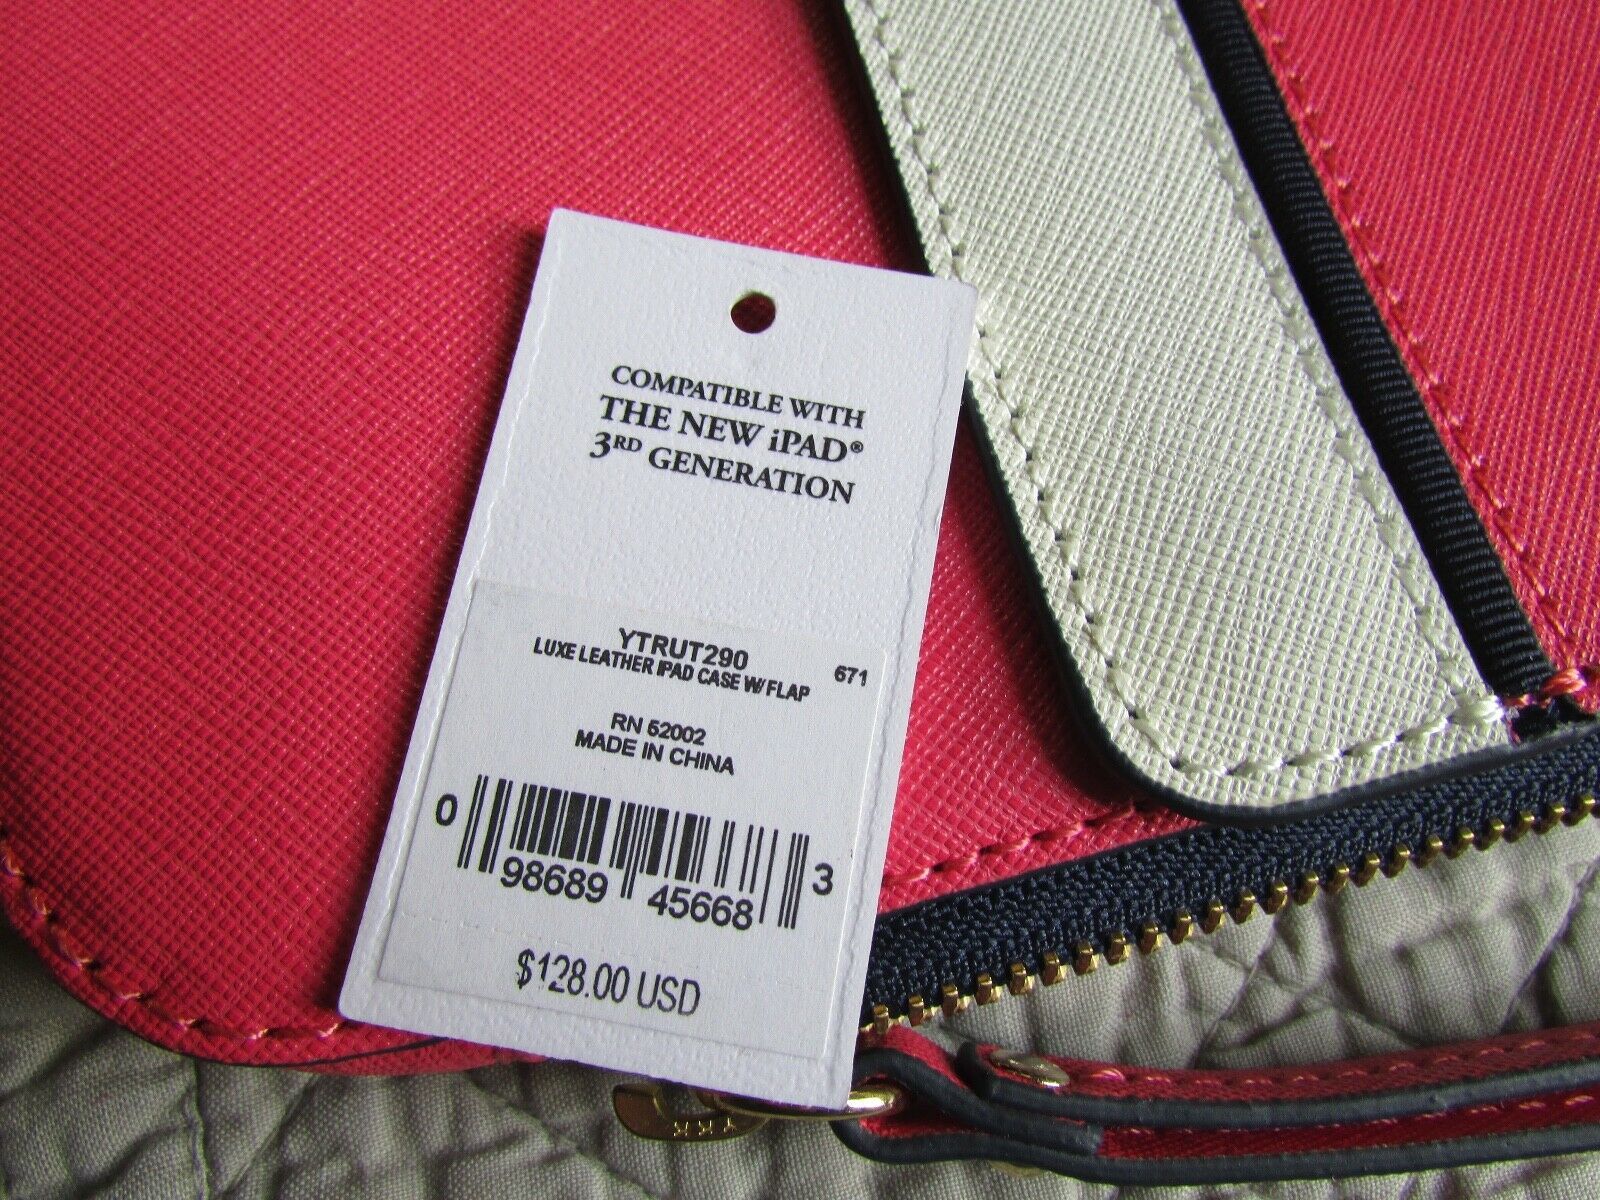 COMPATIBLE WITH
THE NEW iPAD®
3RD GENERATION
YTRUT290
LUXE LEATHER IPAD CASE W/ FLAP
671
RN 52002
MADE IN CHINA
0 98689 45668 3
$128.00 USD
YKK